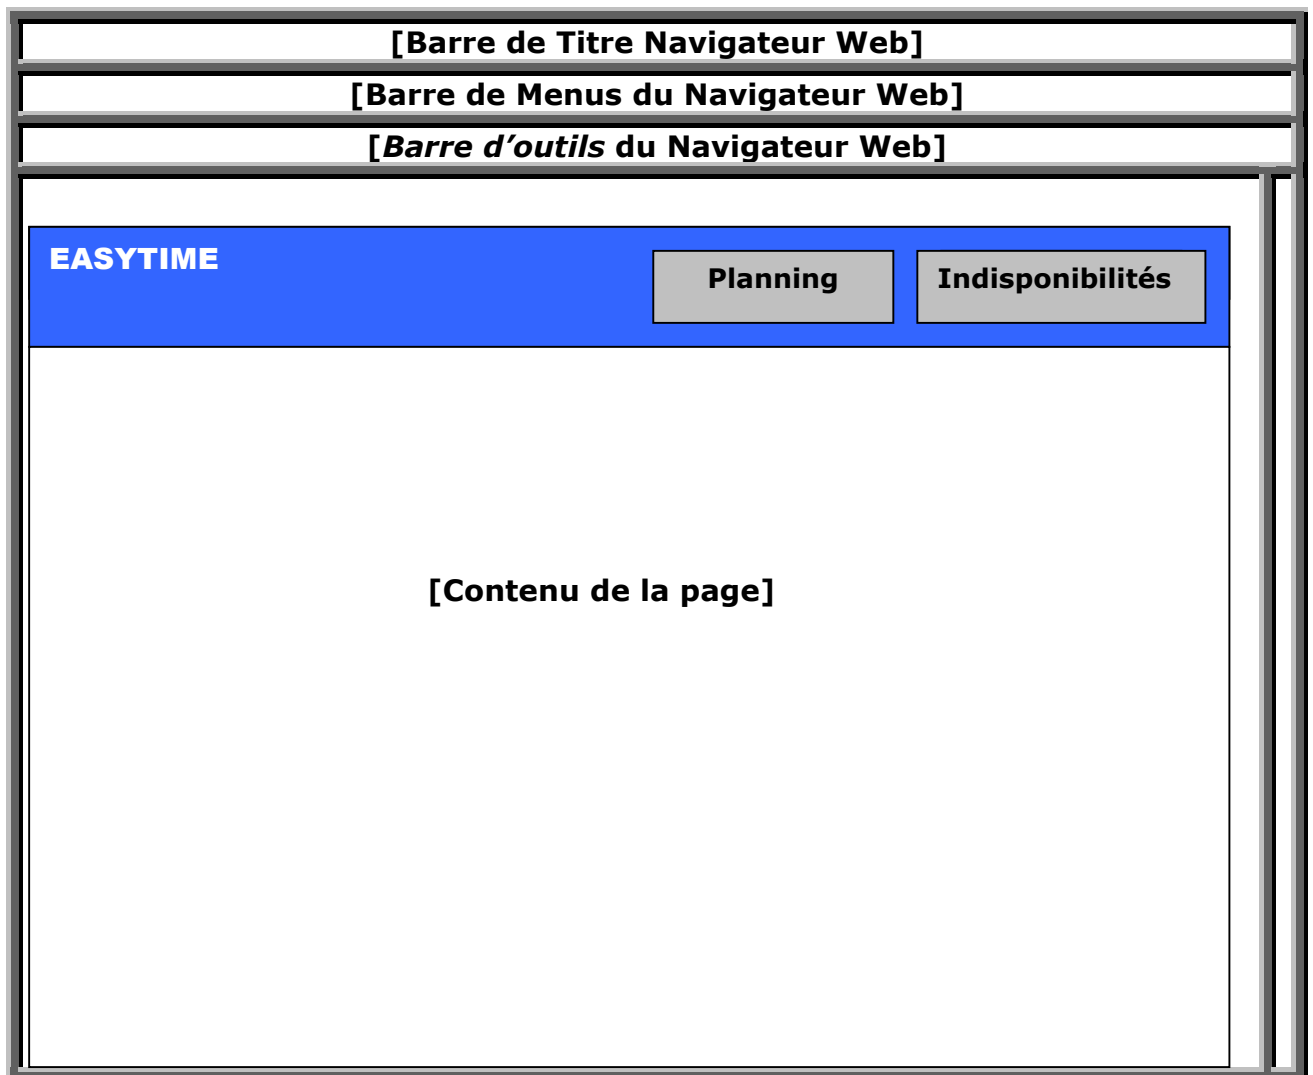 [Barre de Titre Navigateur Web]
[Barre de Menus du Navigateur Web]
[Barre d’outils du Navigateur Web]
EASYTIME
Planning
Indisponibilités
[Contenu de la page]